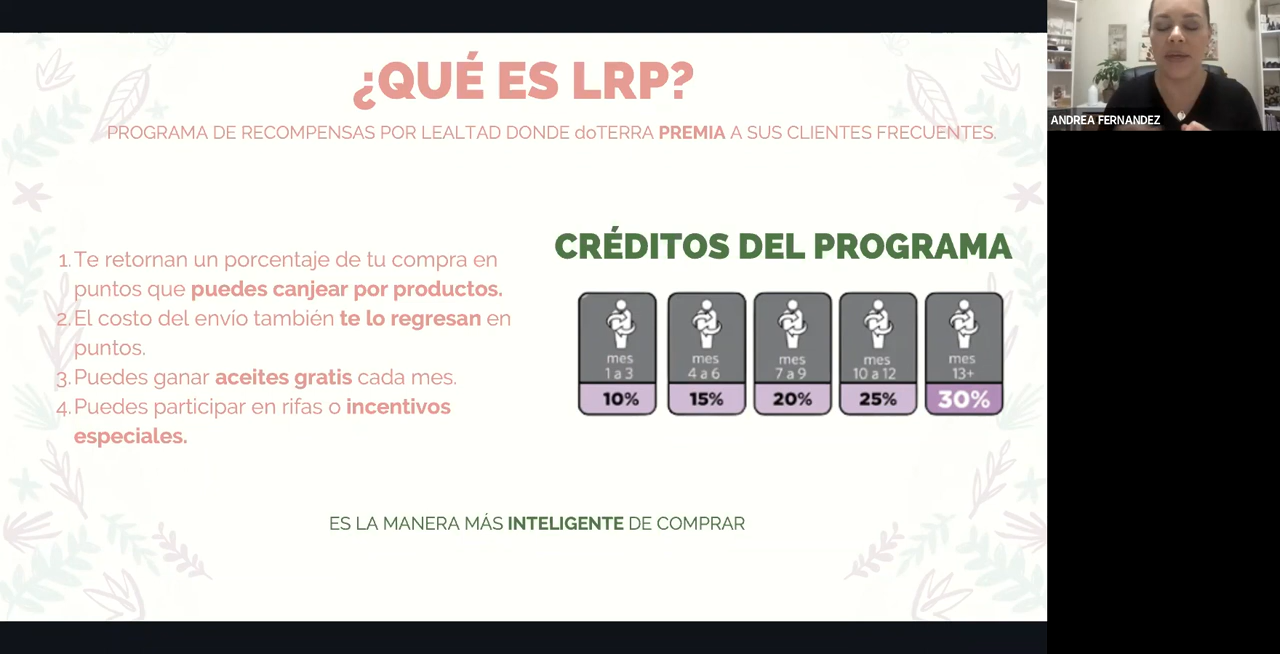 ¿QUÉ ES LRP?
PROGRAMA DE RECOMPENSAS POR LEALTAD DONDE doTERRA PREMIA A SUS CLIENTES FRECUENTES.
1. Te retornan un porcentaje de tu compra en
puntos que puedes canjear por productos.
2. El costo del envío también te lo regresan en
puntos.
3. Puedes ganar aceites gratis cada mes.
4. Puedes participar en rifas o incentivos
especiales.
CRÉDITOS DEL PROGRAMA
mes
1 a 3
10%
mes
4 a 6
15%
mes
7 a 9
20%
mes
10 a 12
25%
mes
13+
30%
ES LA MANERA MÁS INTELIGENTE DE COMPRAR
ANDREA FERNANDEZ